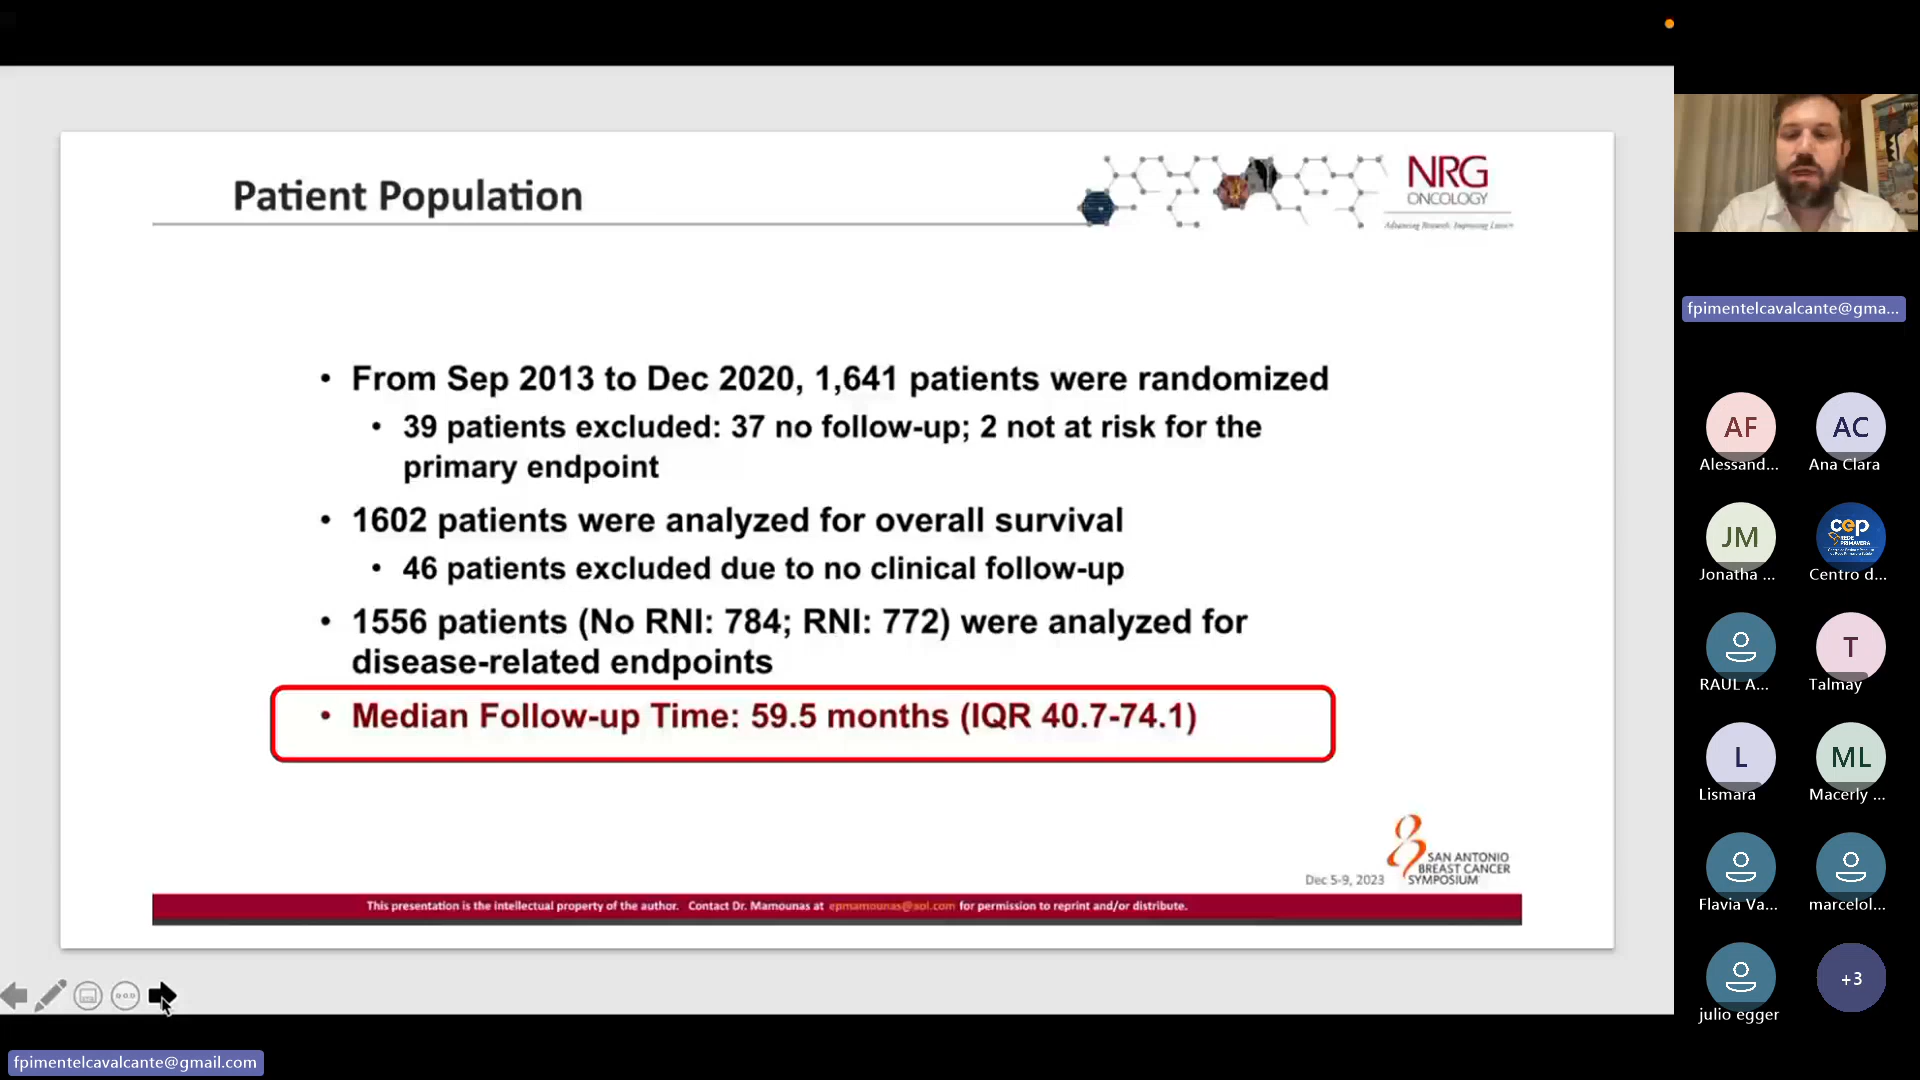 Patient Population
NRG
ONCOLOGY
Advancing Research. Improving Lives.™
• From Sep 2013 to Dec 2020, 1,641 patients were randomized
• 39 patients excluded: 37 no follow-up; 2 not at risk for the
primary endpoint
• 1602 patients were analyzed for overall survival
• 46 patients excluded due to no clinical follow-up
• 1556 patients (No RNI: 784; RNI: 772) were analyzed for
disease-related endpoints
• Median Follow-up Time: 59.5 months (IQR 40.7-74.1)
Dec 5-9, 2023
SAN ANTONIO
BREAST CANCER
SYMPOSIUM
This presentation is the intellectual property of the author. Contact Dr. Mamounas at epmamounas@aol.com for permission to reprint and/or distribute.
fpimentelcavalcante@gmail.com
fpimentelcavalcante@gma...
AF
Alessand...
AC
Ana Clara
JM
Jonatha ...
cep
REDE PRIMAVERA
Centro d...
RAUL A...
T
Talmay
L
Lismara
ML
Macerly ...
Flavia Va...
marcelol...
julio egger
+3